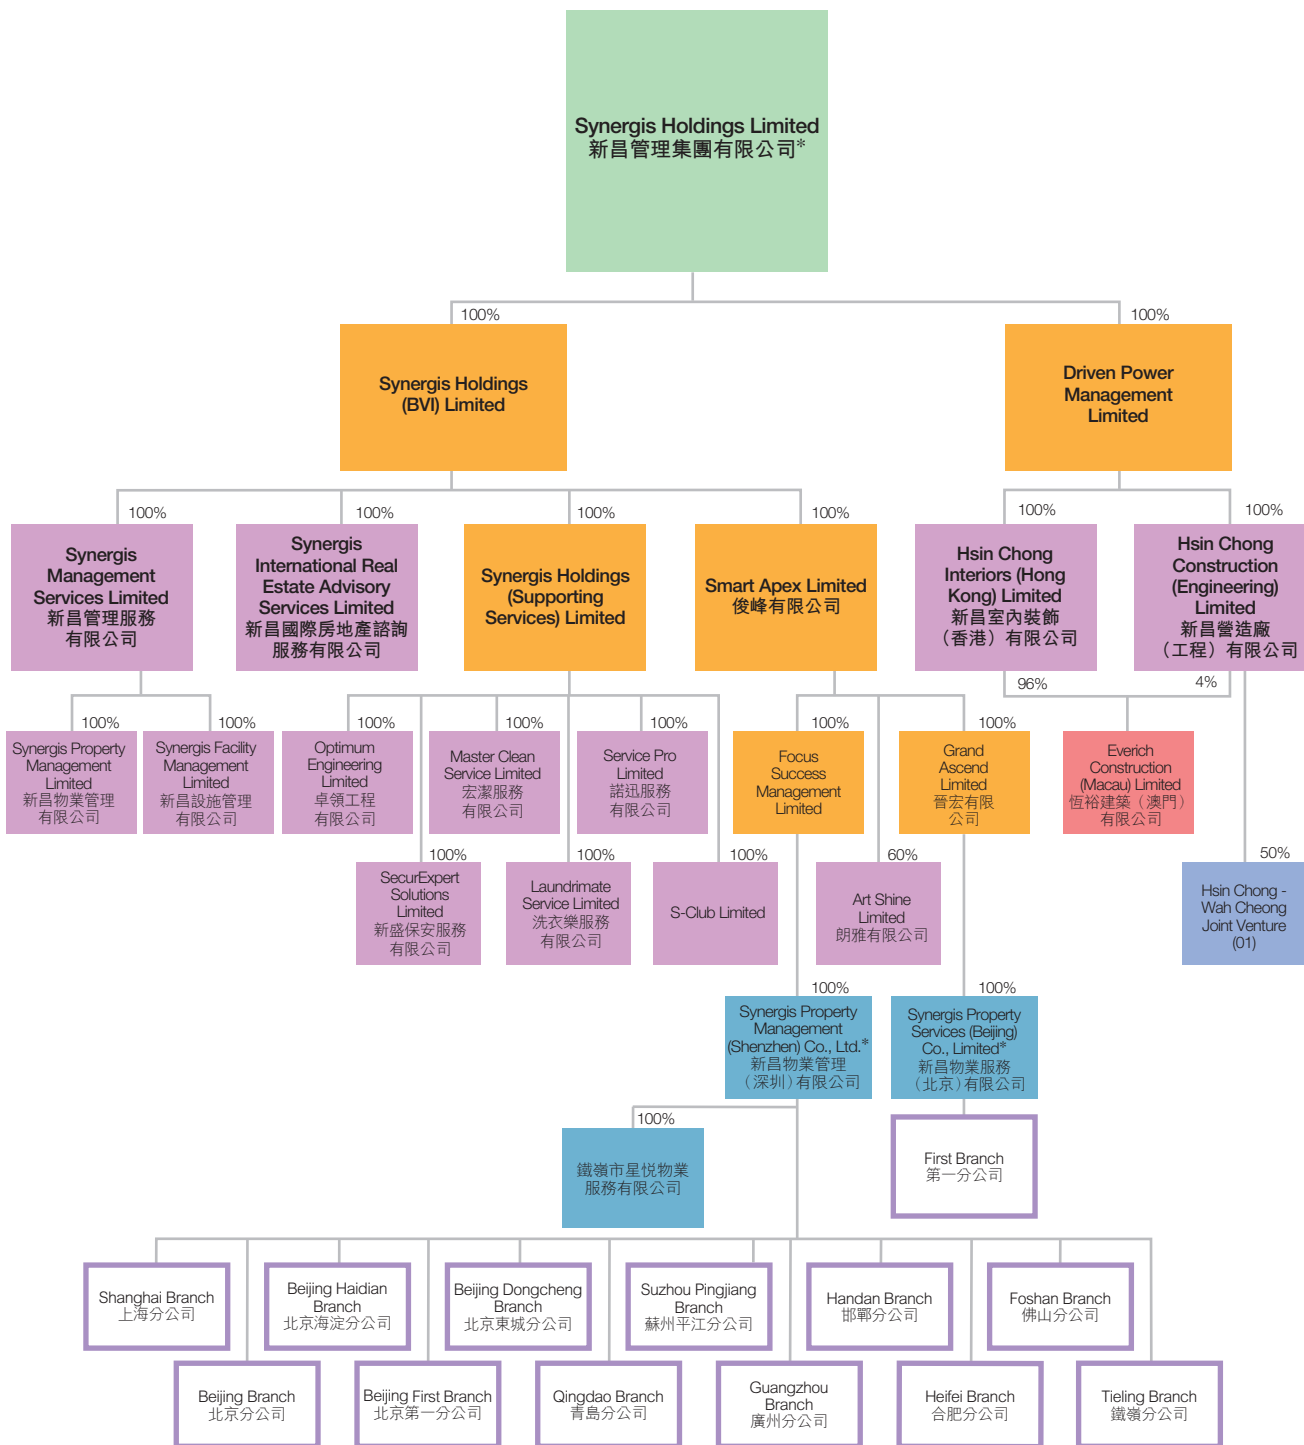 Synergis Holdings Limited
新昌管理集團有限公司*
100%
100%
Synergis Holdings
(BVI) Limited
Driven Power
Management
Limited
100%
100%
100%
100%
100%
100%
Synergis
Management
Services Limited
新昌管理服務
有限公司
Synergis
International Real
Estate Advisory
Services Limited
新昌國際房地產諮詢
服務有限公司
Synergis Holdings
(Supporting
Services) Limited
Smart Apex Limited
俊峰有限公司
Hsin Chong
Interiors (Hong
Kong) Limited
新昌室內裝飾
（香港）有限公司
Hsin Chong
Construction
(Engineering)
Limited
新昌營造廠
（工程）有限公司
96%
4%
100%
100%
100%
100%
100%
100%
100%
Synergis Property
Management
Limited
新昌物業管理
有限公司
Synergis Facility
Management
Limited
新昌設施管理
有限公司
Optimum
Engineering
Limited
卓領工程
有限公司
Master Clean
Service Limited
宏潔服務
有限公司
Service Pro
Limited
諾迅服務
有限公司
Focus
Success
Management
Limited
Grand
Ascend
Limited
晉宏有限
公司
Everich
Construction
(Macau) Limited
恆裕建築（澳門）
有限公司
100%
100%
100%
60%
50%
SecurExpert
Solutions
Limited
新盛保安服務
有限公司
Laundrimate
Service Limited
洗衣樂服務
有限公司
S-Club Limited
Art Shine
Limited
朗雅有限公司
Hsin Chong -
Wah Cheong
Joint Venture
(01)
100%
100%
Synergis Property
Management
(Shenzhen) Co., Ltd.*
新昌物業管理
（深圳）有限公司
Synergis Property
Services (Beijing)
Co., Limited*
新昌物業服務
（北京）有限公司
100%
鐵嶺市星悦物業
服務有限公司
First Branch
第一分公司
Shanghai Branch
上海分公司
Beijing Haidian
Branch
北京海淀分公司
Beijing Dongcheng
Branch
北京東城分公司
Suzhou Pingjiang
Branch
蘇州平江分公司
Handan Branch
邯鄲分公司
Foshan Branch
佛山分公司
Beijing Branch
北京分公司
Beijing First Branch
北京第一分公司
Qingdao Branch
青島分公司
Guangzhou
Branch
廣州分公司
Heifei Branch
合肥分公司
Tieling Branch
鐵嶺分公司